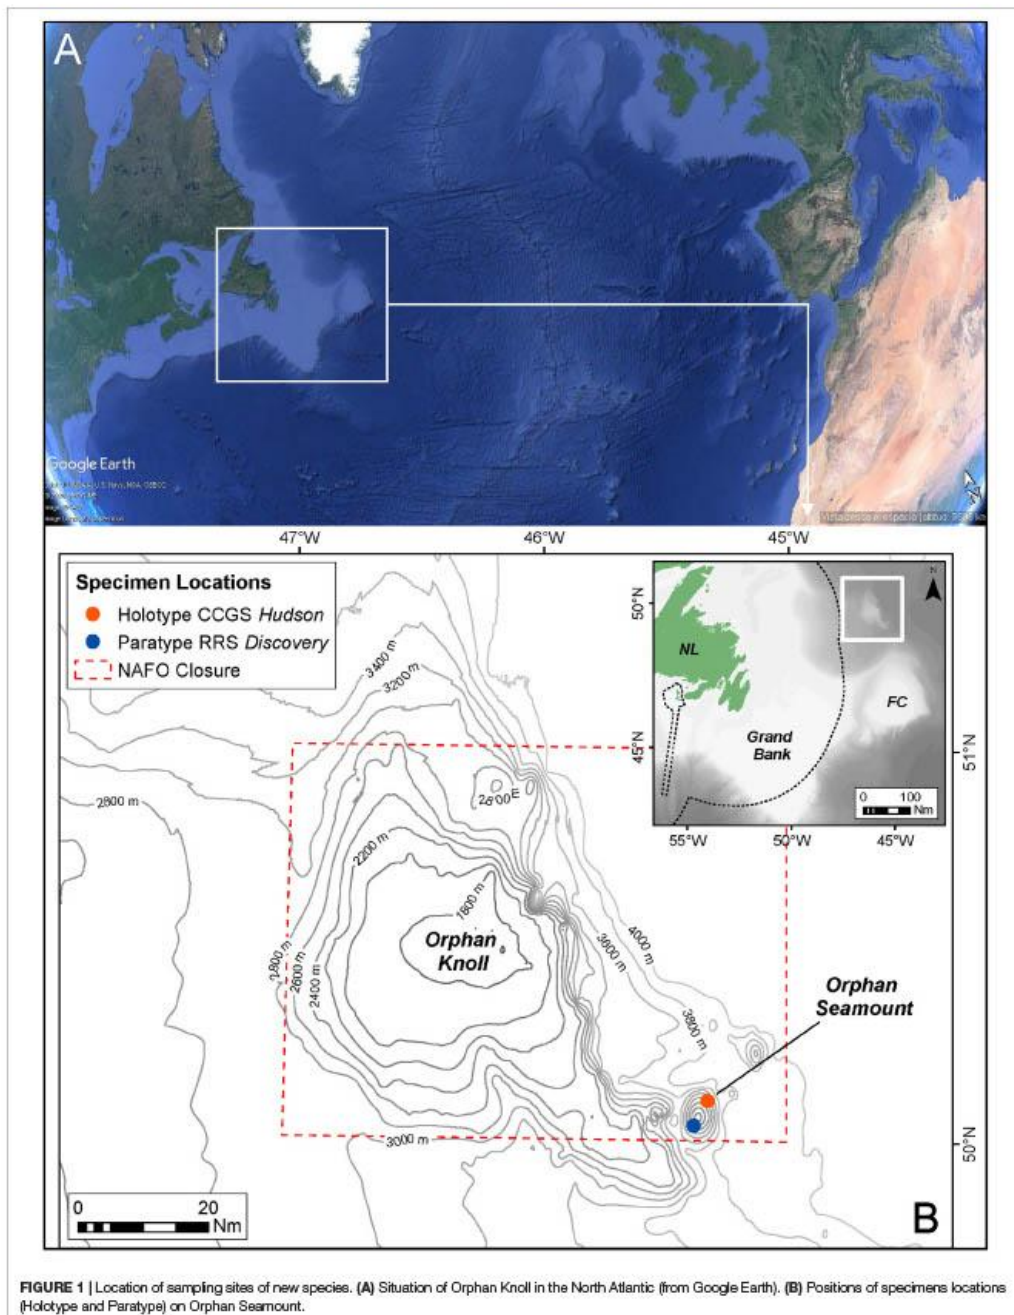 A
Google Earth
47°W
46°W
45°W
Specimen Locations
Holotype CCGS Hudson
Paratype RRS Discovery
NAFO Closure
3400 m
3200 m
2800 m
2200 m
1800 m
Orphan
Knoll
2800 m
2600 m
2400 m
3600 m
4000 m
3800 m
Orphan
Seamount
3000 m
51°N
50°N
N
50°N
45°N
NL
FC
Grand
Bank
0 100
Nm
55°W
50°W
45°W
0 20
Nm
B
FIGURE 1 | Location of sampling sites of new species. (A) Situation of Orphan Knoll in the North Atlantic (from Google Earth). (B) Positions of specimens locations
(Holotype and Paratype) on Orphan Seamount.